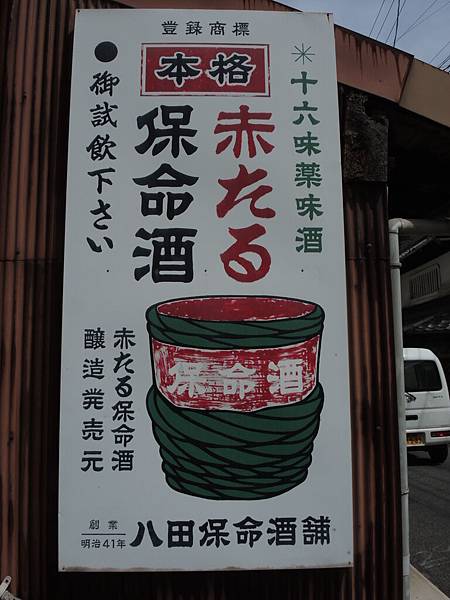 登録商標
本格
✳十六味薬味酒
赤たる
保命酒
●御試飲下さい
保命酒
赤たる保命酒
醸造発売元
創業
明治41年
八田保命酒舗